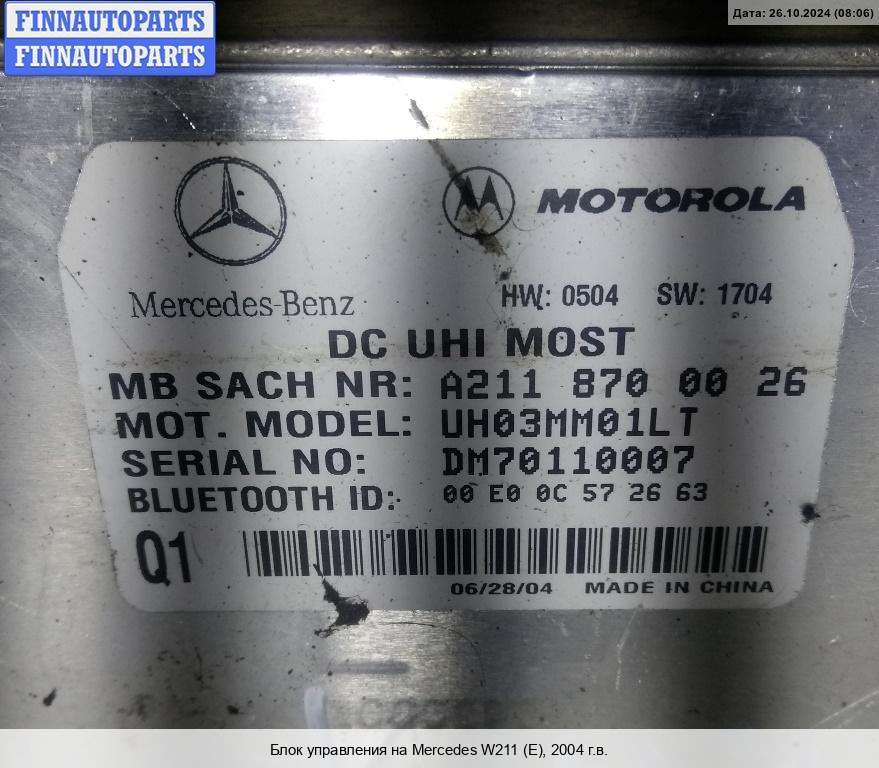 FINNAUTOPARTS
FINNAUTOPARTS
Дата: 26.10.2024 (08:06)
MOTOROLA
Mercedes-Benz
HW: 0504 SW: 1704
DC UHI MOST
MB SACH NR: A211 870 00 26
MOT. MODEL: UH03MM01LT
SERIAL NO: DM70110007
BLUETOOTH ID: 00 E0 0C 57 26 63
Q1
06/28/04 MADE IN CHINA
Блок управления на Mercedes W211 (E), 2004 г.в.